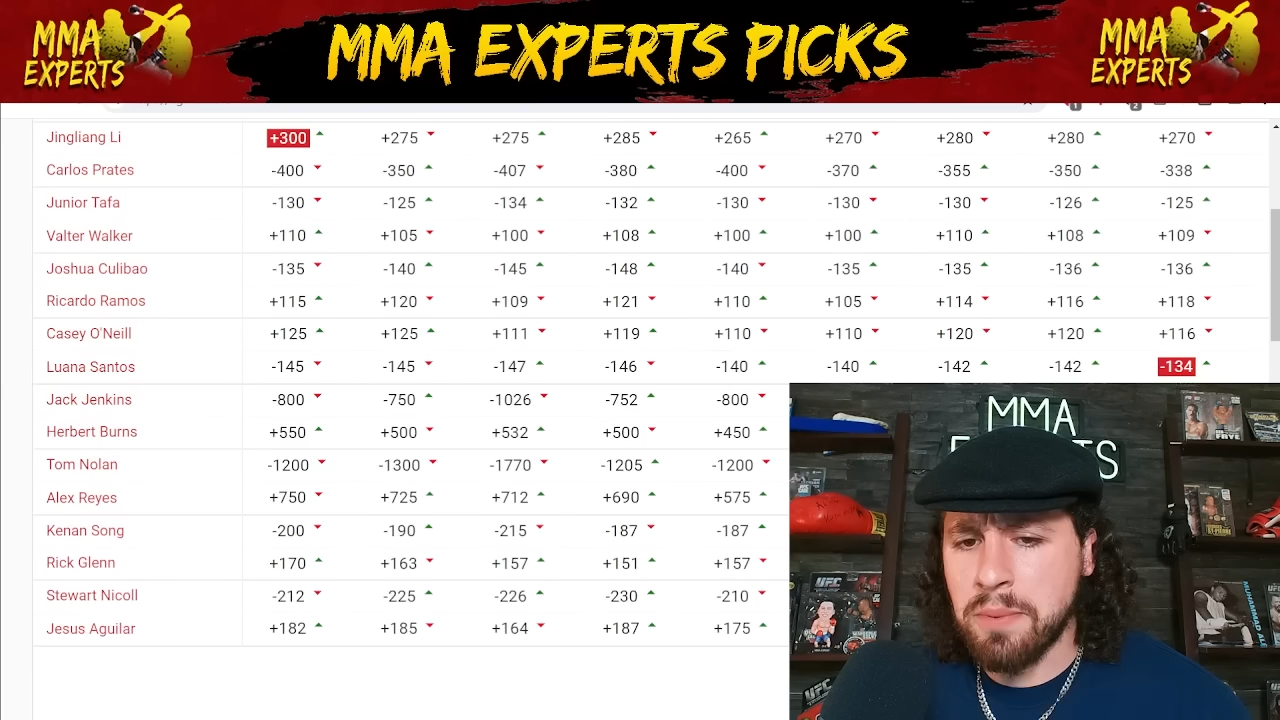 MMA
EXPERTS
MMA EXPERTS PICKS
MMA
EXPERTS
Jingliang Li +300 +275 +275 +285 +265 +270 +280 +280 +270
Carlos Prates -400 -350 -407 -380 -400 -370 -355 -350 -338
Junior Tafa -130 -125 -134 -132 -130 -130 -130 -126 -125
Valter Walker +110 +105 +100 +108 +100 +100 +110 +108 +109
Joshua Culibao -135 -140 -145 -148 -140 -135 -135 -136 -136
Ricardo Ramos +115 +120 +109 +121 +110 +105 +114 +116 +118
Casey O'Neill +125 +125 +111 +119 +110 +110 +120 +120 +116
Luana Santos -145 -145 -147 -146 -140 -140 -142 -142 -134
Jack Jenkins -800 -750 -1026 -752 -800
Herbert Burns +550 +500 +532 +500 +450
Tom Nolan -1200 -1300 -1770 -1205 -1200
Alex Reyes +750 +725 +712 +690 +575
Kenan Song -200 -190 -215 -187 -187
Rick Glenn +170 +163 +157 +151 +157
Stewart Nicoll -212 -225 -226 -230 -210
Jesus Aguilar +182 +185 +164 +187 +175
MMA
UFC
UFC